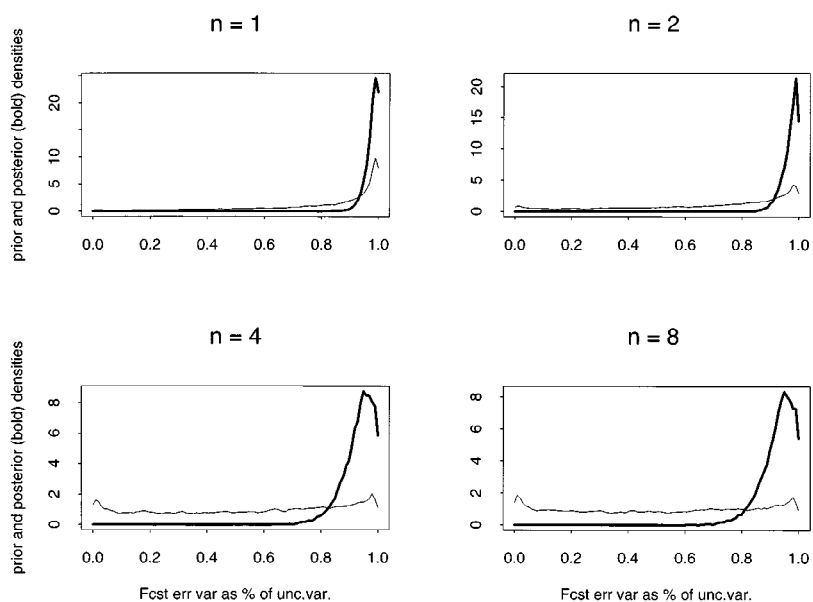 n = 1
n = 2
prior and posterior (bold) densities
20
10
5
0
0.0 0.2 0.4 0.6 0.8 1.0
20
15
10
5
0
0.0 0.2 0.4 0.6 0.8 1.0
n = 4
n = 8
prior and posterior (bold) densities
8
6
4
2
0
0.0 0.2 0.4 0.6 0.8 1.0
8
6
4
2
0
0.0 0.2 0.4 0.6 0.8 1.0
Fcst err var as % of unc.var.
Fcst err var as % of unc.var.